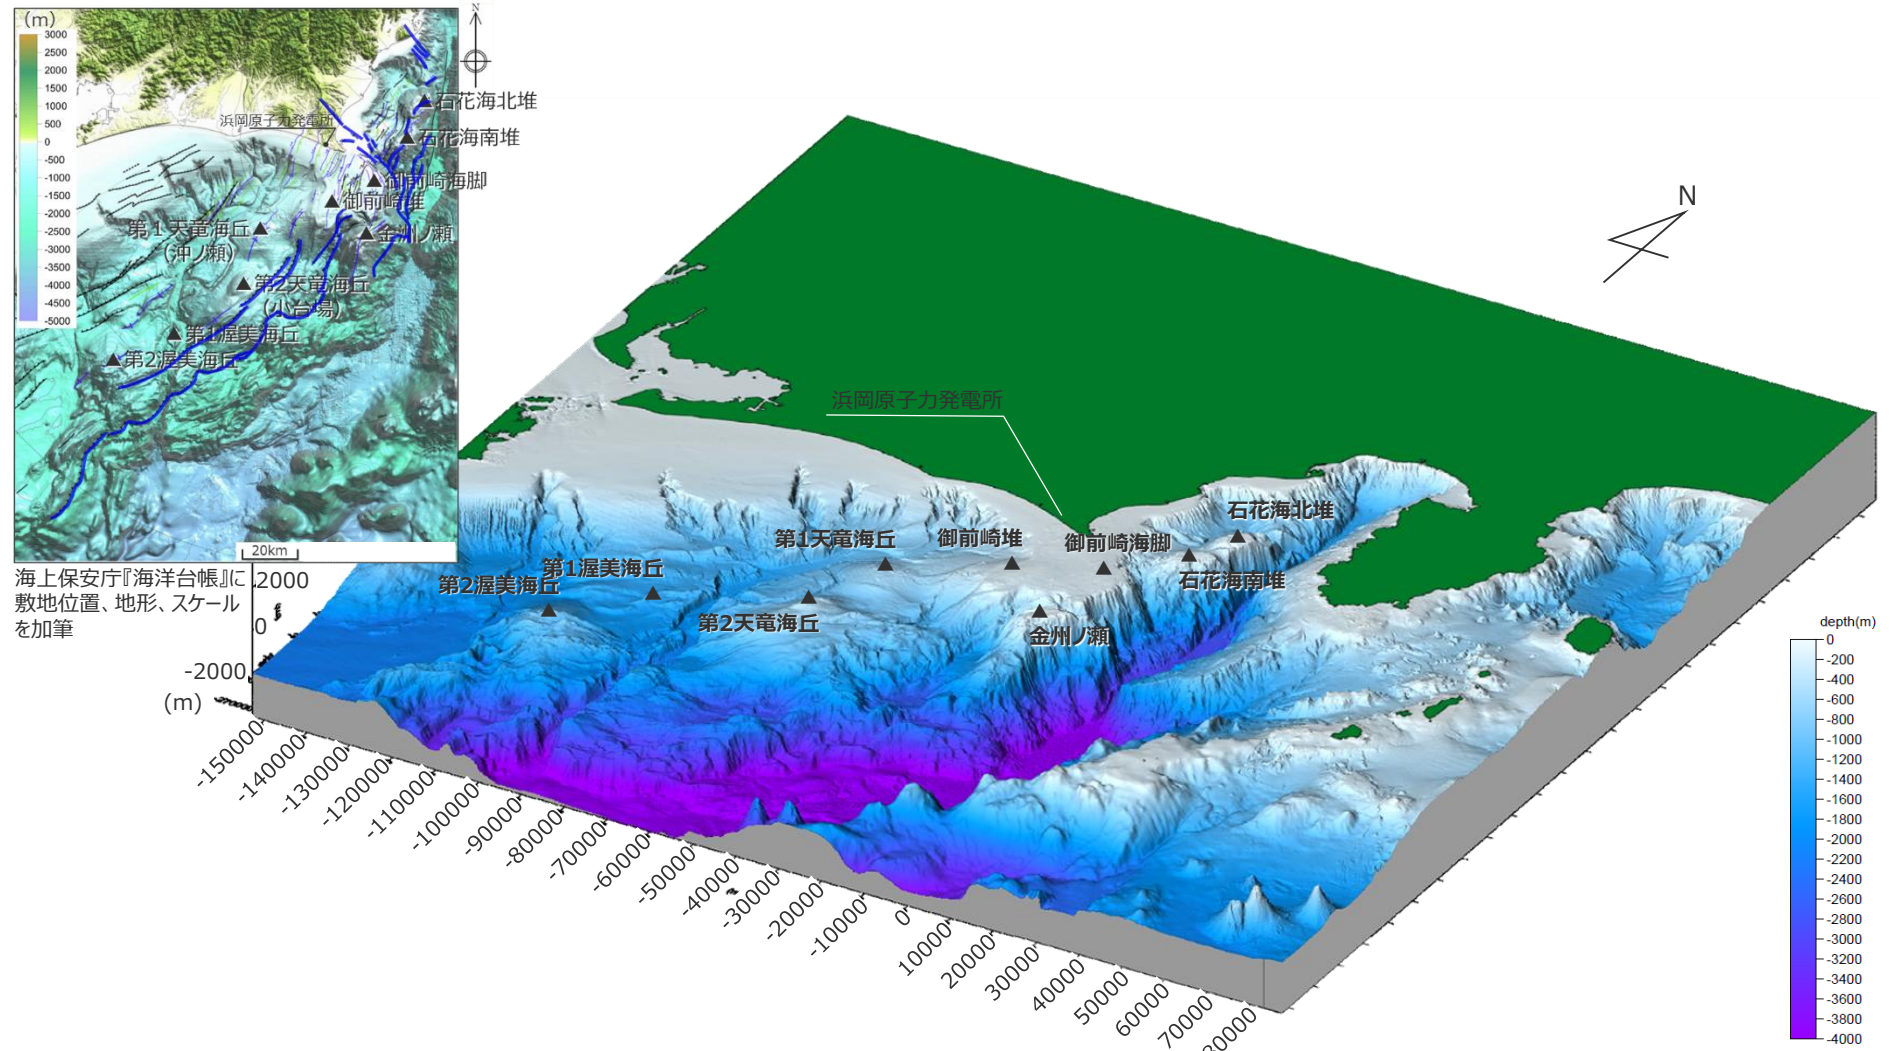 (m)
3000
2500
2000
1500
1000
500
0
-500
-1000
-1500
-2000
-2500
-3000
-3500
-4000
-4500
-5000
N
浜岡原子力発電所
石花海北堆
石花海南堆
御前崎海脚
御前崎堆
第1天竜海丘
(沖ノ瀬)
金州ノ瀬
第2天竜海丘
(小台場)
第1渥美海丘
第2渥美海丘
20km
海上保安庁『海洋台帳』に
敷地位置、地形、スケール
を加筆
N
浜岡原子力発電所
石花海北堆
第1天竜海丘
御前崎堆
御前崎海脚
第1渥美海丘
第2渥美海丘
石花海南堆
第2天竜海丘
金州ノ瀬
2000
0
-2000
(m)
-150000
-140000
-130000
-120000
-110000
-100000
-90000
-80000
-70000
-60000
-50000
-40000
-30000
-20000
-10000
0
10000
20000
30000
40000
50000
60000
70000
80000
depth(m)
0
-200
-400
-600
-800
-1000
-1200
-1400
-1600
-1800
-2000
-2200
-2400
-2600
-2800
-3000
-3200
-3400
-3600
-3800
-4000